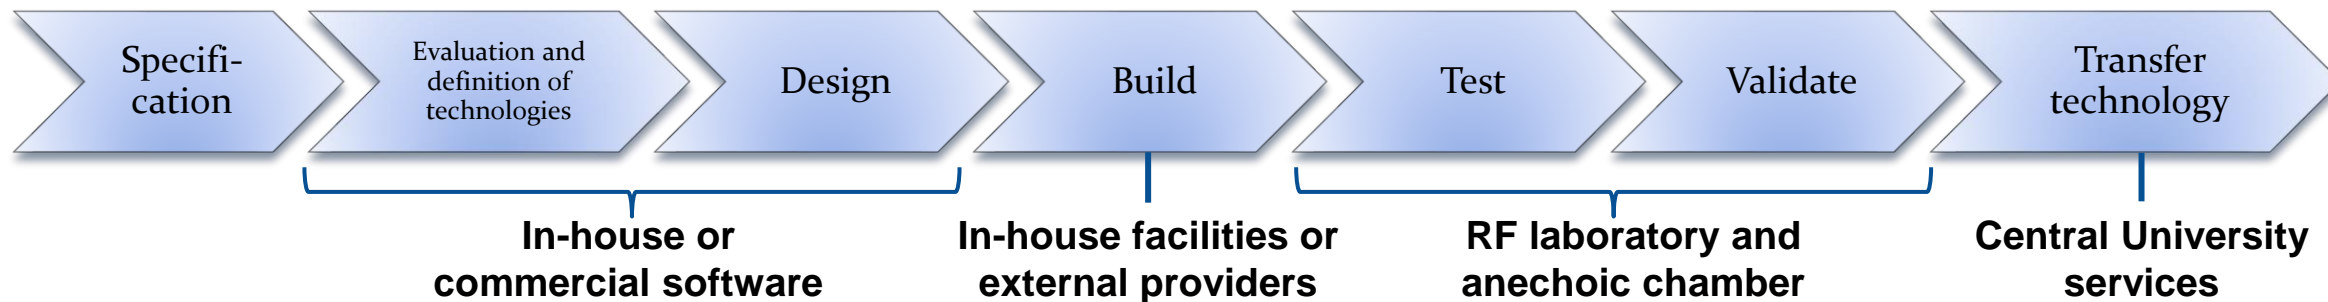 Specifi-
cation
Evaluation and
definition of
technologies
Design
Build
Test
Validate
Transfer
technology
In-house or
commercial software
In-house facilities or
external providers
RF laboratory and
anechoic chamber
Central University
services